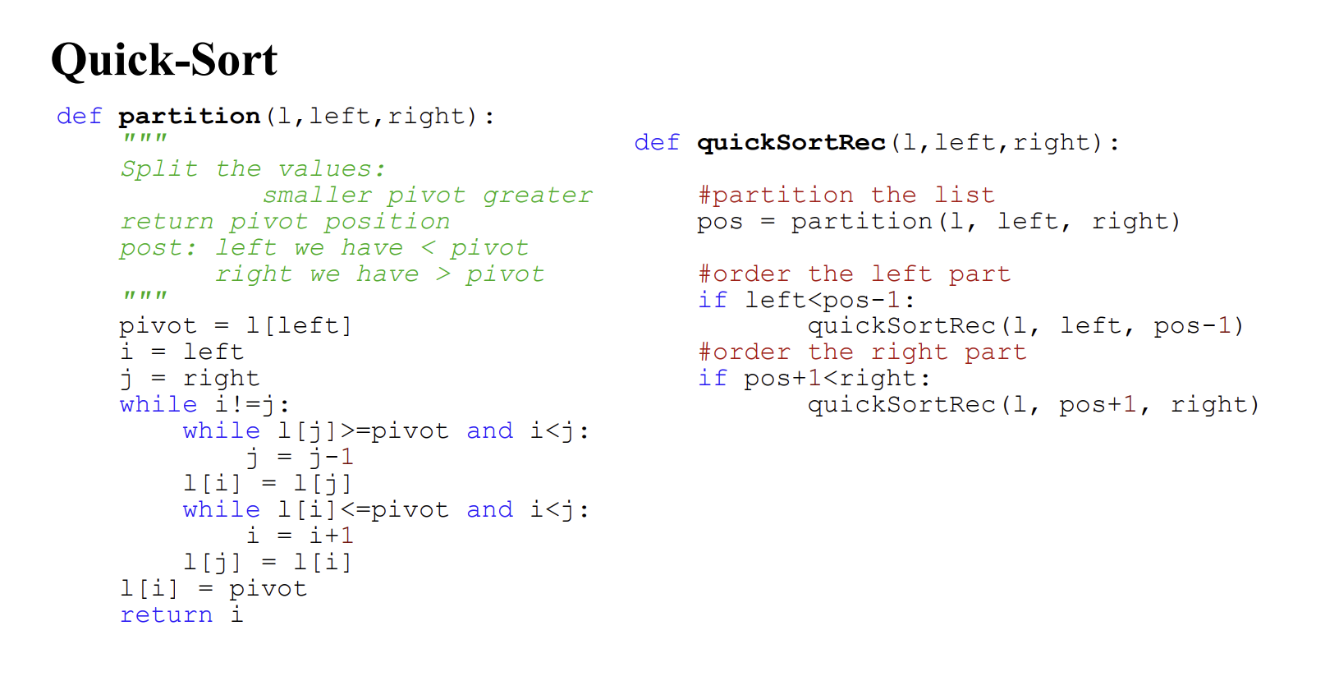 Quick-Sort
def partition(l,left,right):
    """
    Split the values:
             smaller pivot greater
    return pivot position
    post: left we have < pivot
          right we have > pivot
    """
    pivot = l[left]
    i = left
    j = right
    while i!=j:
        while l[j]>=pivot and i<j:
            j = j-1
        l[i] = l[j]
        while l[i]<=pivot and i<j:
            i = i+1
        l[j] = l[i]
    l[i] = pivot
    return i
def quickSortRec(l,left,right):
    #partition the list
    pos = partition(l, left, right)
    #order the left part
    if left<pos-1:
           quickSortRec(l, left, pos-1)
    #order the right part
    if pos+1<right:
           quickSortRec(l, pos+1, right)